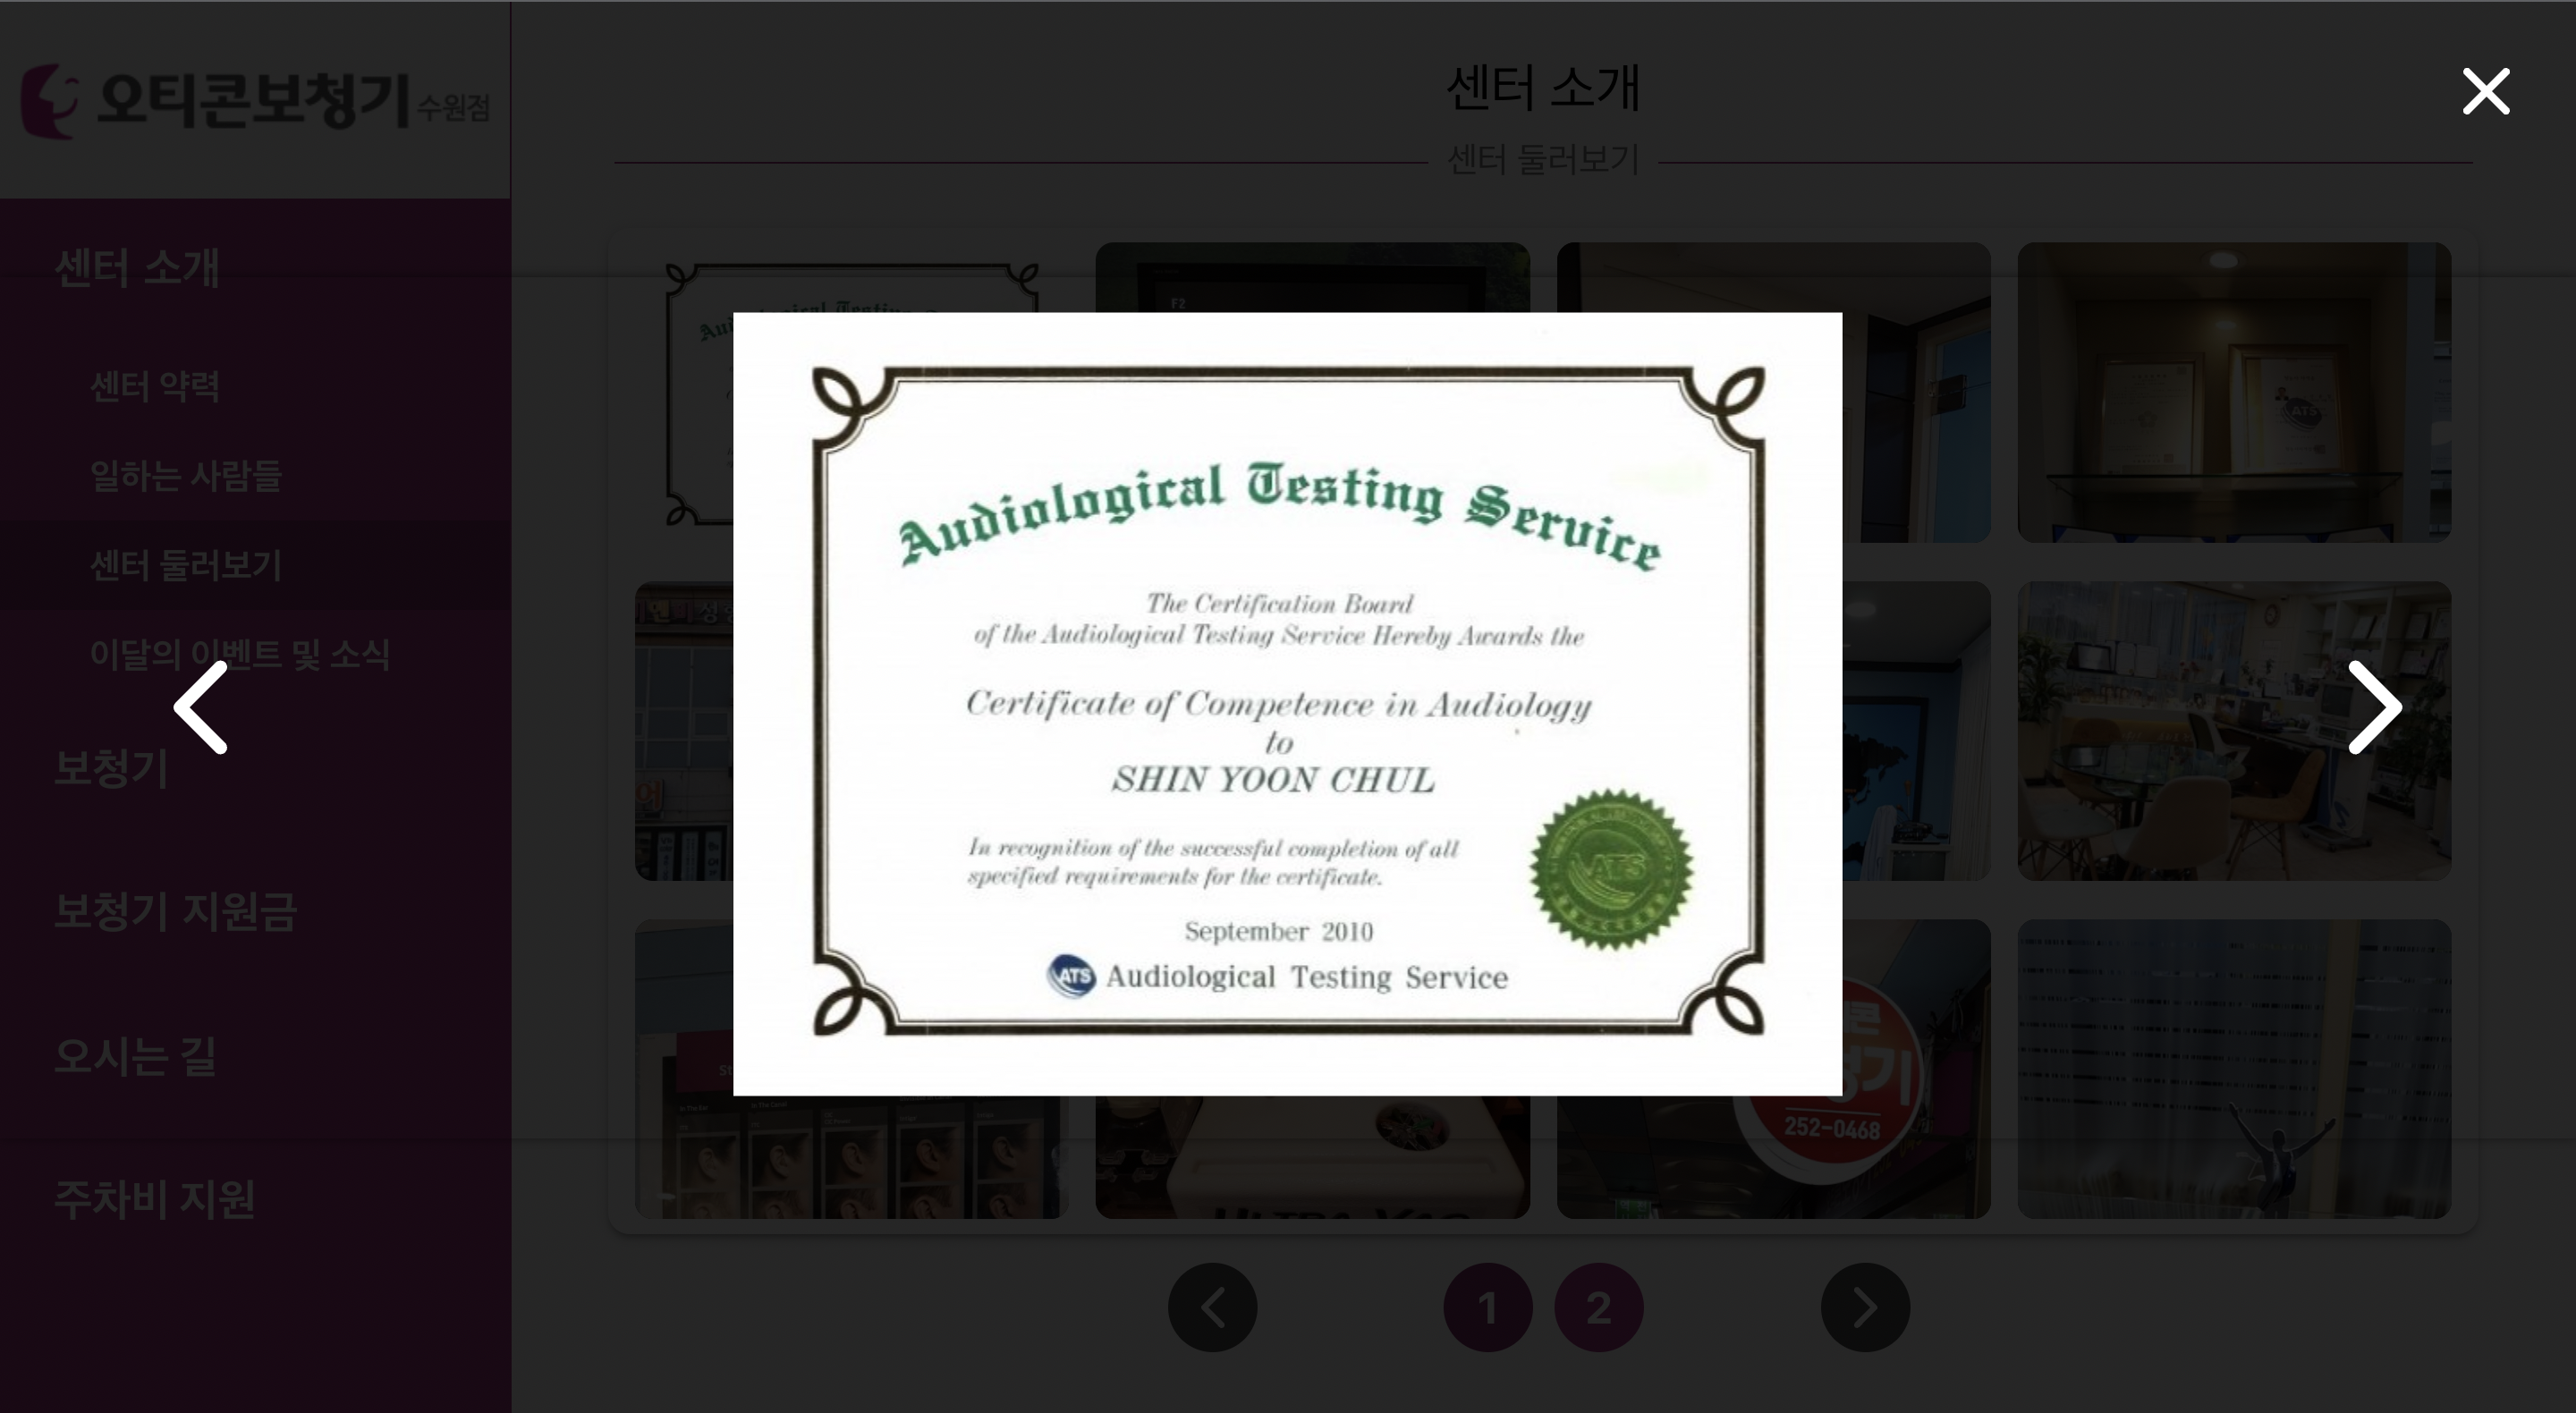 오티콘보청기 수원점
센터 소개
센터 약력
일하는 사람들
센터 둘러보기
이달의 이벤트 및 소식
보청기
보청기 지원금
오시는 길
주차비 지원
센터 소개
센터 둘러보기
F2
ATS
Audiological Testing Service
The Certification Board
of the Audiological Testing Service Hereby Awards the
Certificate of Competence in Audiology
to
SHIN YOON CHUL
In recognition of the successful completion of all
specified requirements for the certificate.
ATS
September 2010
ATS Audiological Testing Service
252-0468
1 2